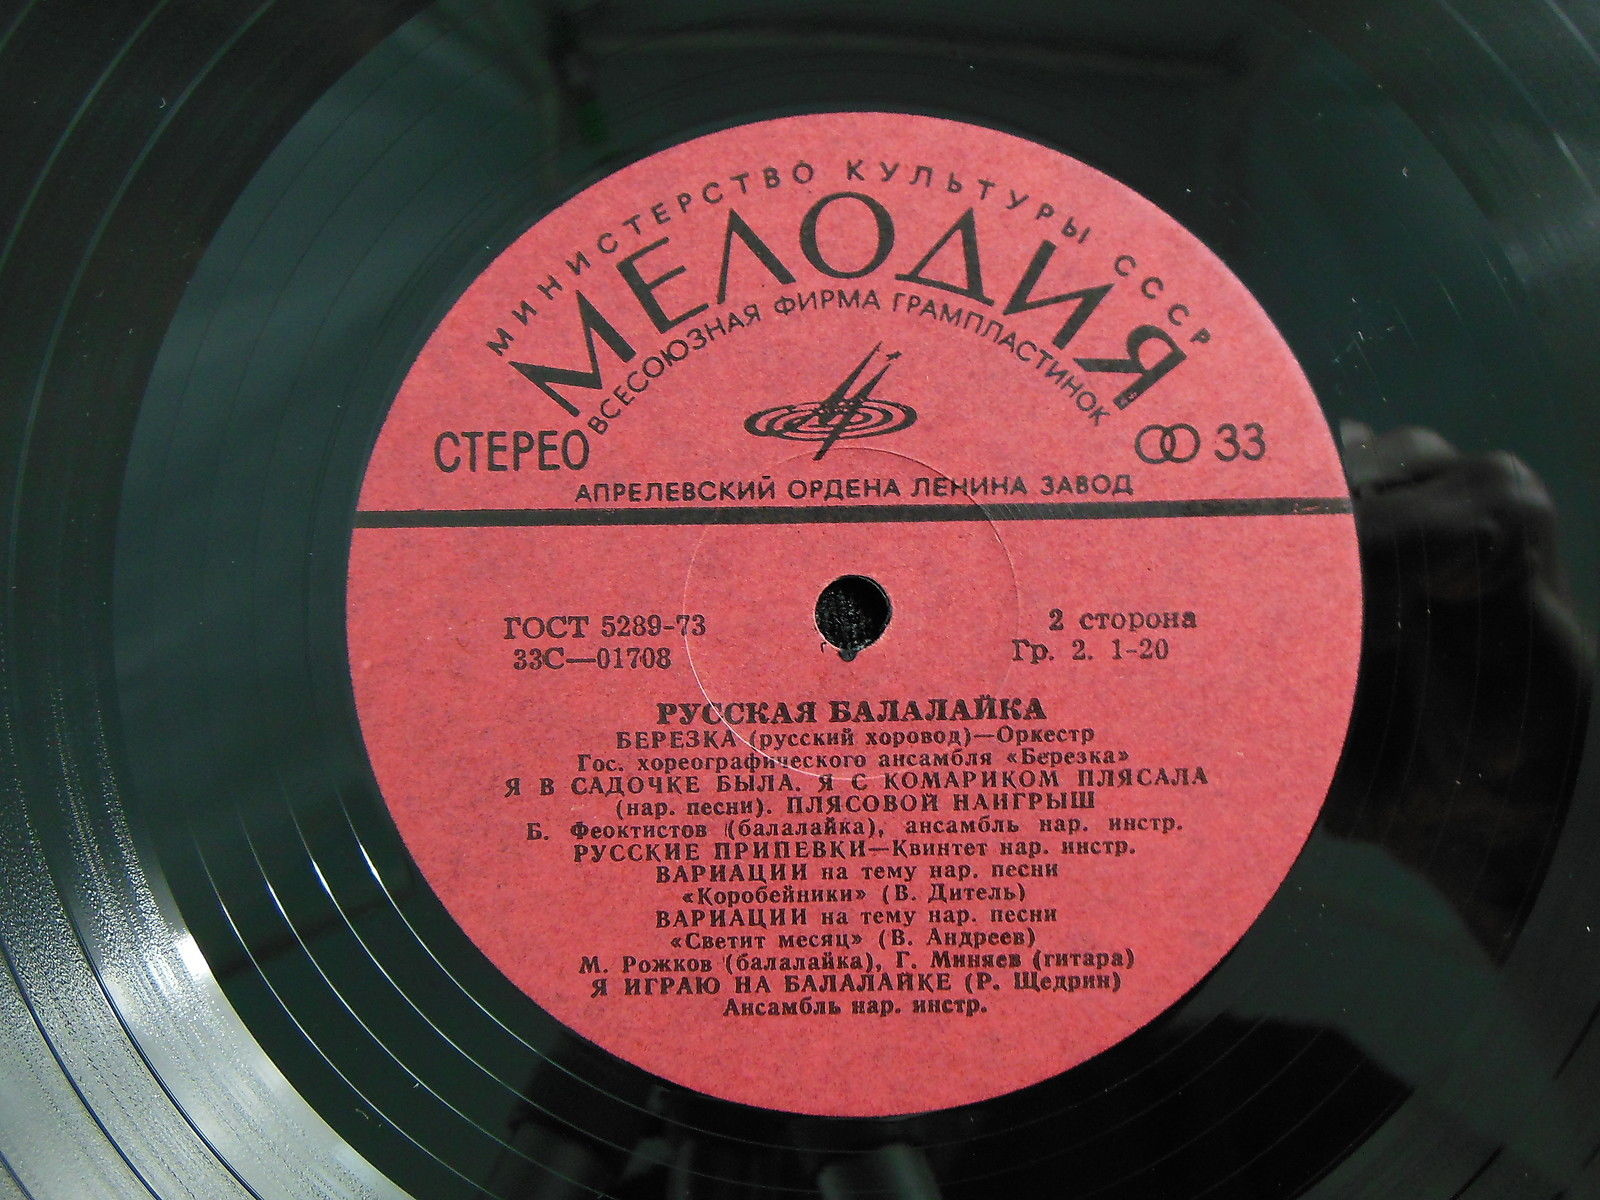 МИНИСТЕРСТВО КУЛЬТУРЫ СССР
МЕЛОДИЯ
ВСЕСОЮЗНАЯ ФИРМА ГРАМПЛАСТИНОК
СТЕРЕО
33
АПРЕЛЕВСКИЙ ОРДЕНА ЛЕНИНА ЗАВОД
ГОСТ 5289-73
2 сторона
33С—01708
Гр. 2. 1-20
РУССКАЯ БАЛАЛАЙКА
БЕРЕЗКА (русский хоровод)—Оркестр
Гос. хореографического ансамбля «Березка»
Я В САДОЧКЕ БЫЛА. Я С КОМАРИКОМ ПЛЯСАЛА
(нар. песни). ПЛЯСОВОЙ НАИГРЫШ
Б. Феоктистов (балалайка), ансамбль нар. инстр.
РУССКИЕ ПРИПЕВКИ—Квинтет нар. инстр.
ВАРИАЦИИ на тему нар. песни
«Коробейники» (В. Дитель)
ВАРИАЦИИ на тему нар. песни
«Светит месяц» (В. Андреев)
М. Рожков (балалайка), Г. Миняев (гитара)
Я ИГРАЮ НА БАЛАЛАЙКЕ (Р. Щедрин)
Ансамбль нар. инстр.